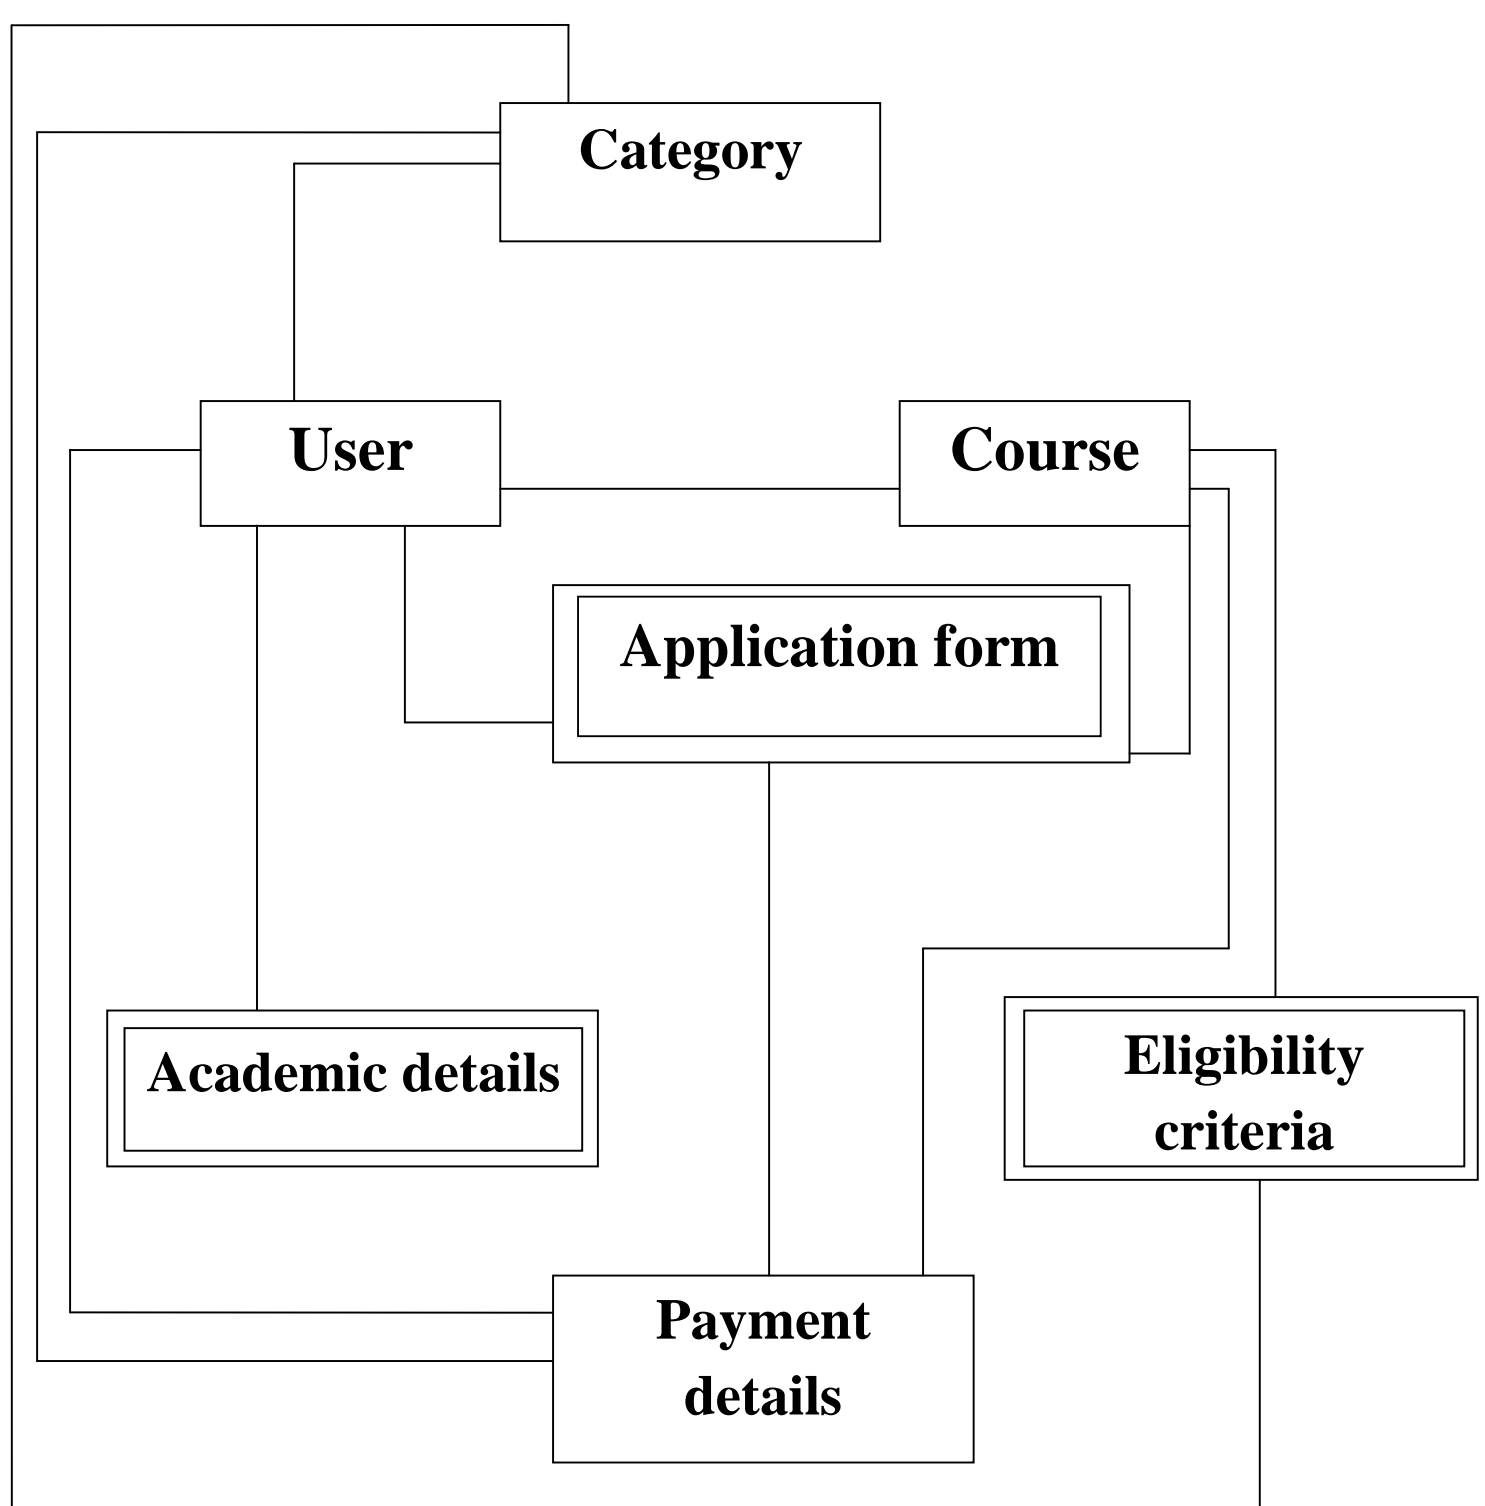 Category
User
Course
Application form
Academic details
Eligibility
criteria
Payment
details